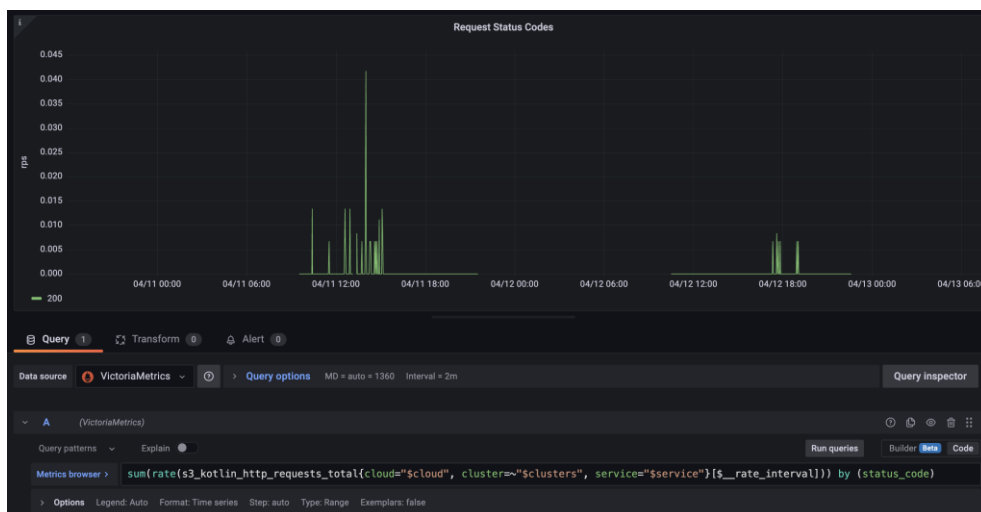 i
Request Status Codes
0.045
0.040
0.035
0.030
0.025
0.020
0.015
0.010
0.005
0.000
rps
04/11 00:00 04/11 06:00 04/11 12:00 04/11 18:00 04/12 00:00 04/12 06:00 04/12 12:00 04/12 18:00 04/13 00:00 04/13 06:0
200
Query 1 Transform 0 Alert 0
Data source VictoriaMetrics > Query options MD = auto = 1360 Interval = 2m Query inspector
A (VictoriaMetrics)
Query patterns Explain Run queries Builder Beta Code
Metrics browser > sum(rate(s3_kotlin_http_requests_total{cloud="$cloud", cluster=~"$clusters", service="$service"}[$__rate_interval])) by (status_code)
> Options Legend: Auto Format: Time series Step: auto Type: Range Exemplars: false